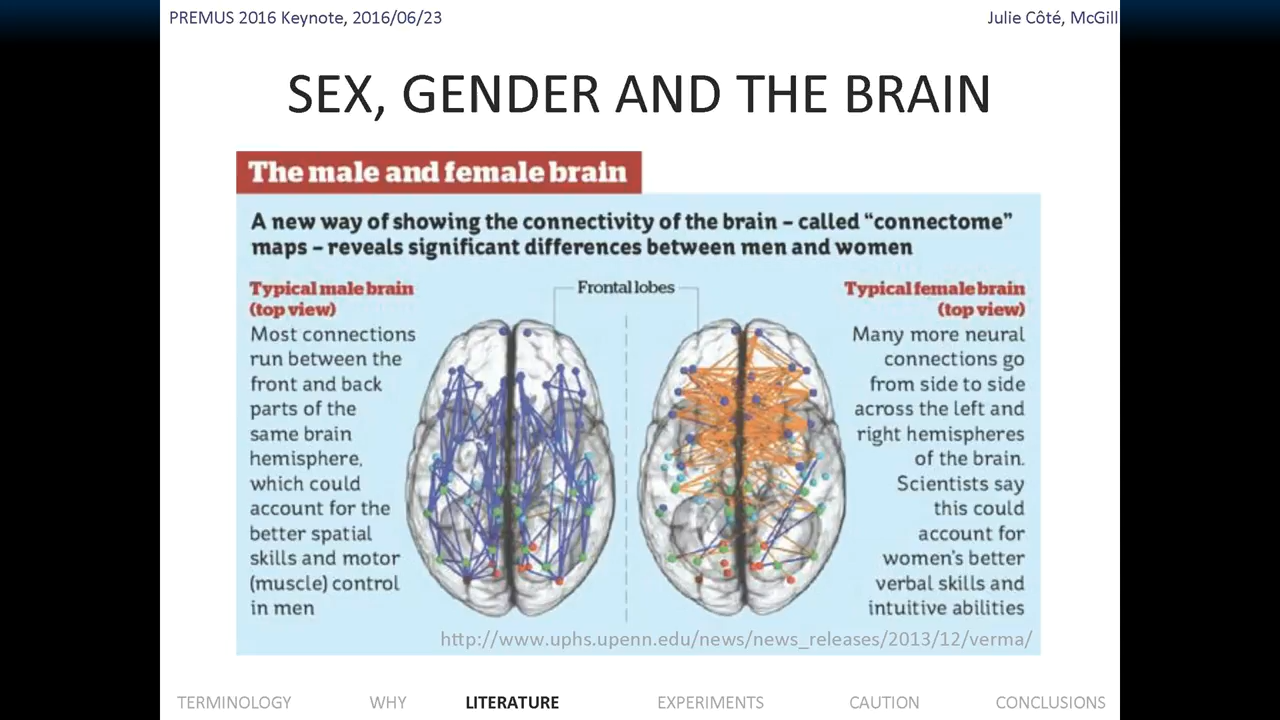 PREMUS 2016 Keynote, 2016/06/23
Julie Côté, McGill
SEX, GENDER AND THE BRAIN
The male and female brain
A new way of showing the connectivity of the brain – called “connectome”
maps – reveals significant differences between men and women
Typical male brain
(top view)
Most connections
run between the
front and back
parts of the
same brain
hemisphere,
which could
account for the
better spatial
skills and motor
(muscle) control
in men
Frontal lobes
Typical female brain
(top view)
Many more neural
connections go
from side to side
across the left and
right hemispheres
of the brain.
Scientists say
this could
account for
women's better
verbal skills and
intuitive abilities
http://www.uphs.upenn.edu/news/news_releases/2013/12/verma/
TERMINOLOGY WHY LITERATURE EXPERIMENTS CAUTION CONCLUSIONS